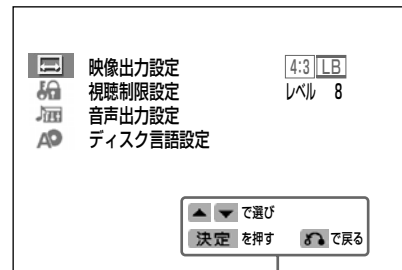 映像出力設定 4:3 LB
視聴制限設定 レベル 8
音声出力設定
ディスク言語設定
▲ ▼ で選び
決定 を押す で戻る